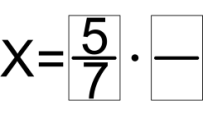 X = 5/7 · —